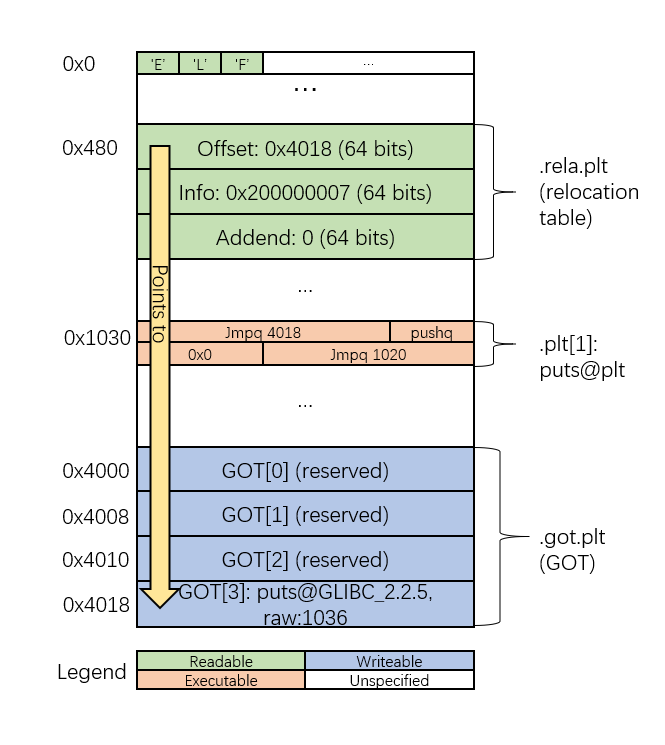 0x0
'E' 'L' 'F' ...
...
0x480
Offset: 0x4018 (64 bits)
Info: 0x200000007 (64 bits)
Addend: 0 (64 bits)
.rela.plt
(relocation
table)
Points to
...
0x1030
Jmpq 4018 pushq
0x0 Jmpq 1020
.plt[1]:
puts@plt
...
0x4000 GOT[0] (reserved)
0x4008 GOT[1] (reserved)
0x4010 GOT[2] (reserved)
0x4018 GOT[3]: puts@GLIBC_2.2.5,
raw:1036
.got.plt
(GOT)
Legend
Readable Writeable
Executable Unspecified